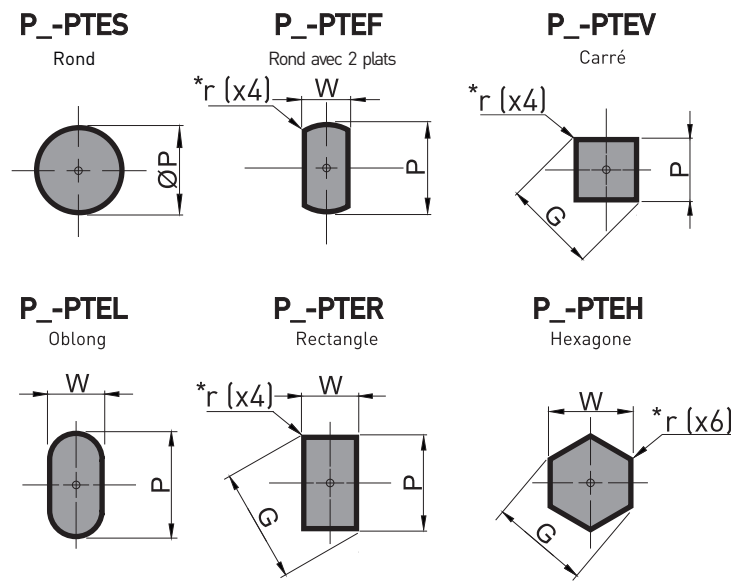 P_-PTES
Rond
ØP
P_-PTEF
Rond avec 2 plats
*r (x4)
W
P
P_-PTEV
Carré
*r (x4)
P
G
P_-PTEL
Oblong
W
P
P_-PTER
Rectangle
*r (x4)
W
P
G
P_-PTEH
Hexagone
W
*r (x6)
G